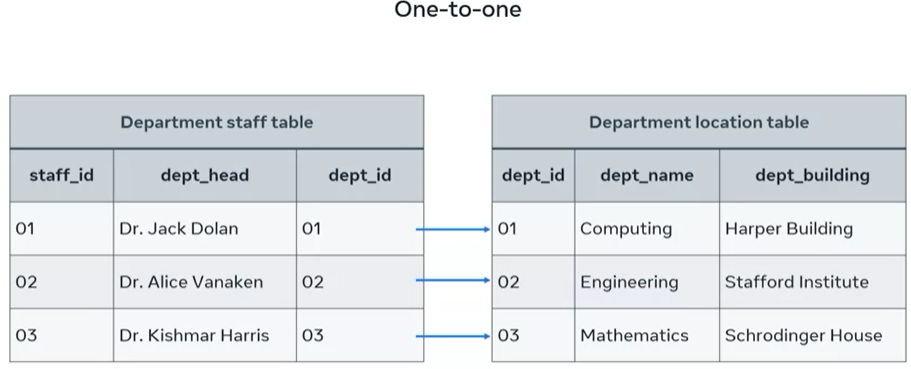 One-to-one
Department staff table
staff_id dept_head dept_id
01 Dr. Jack Dolan 01
02 Dr. Alice Vanaken 02
03 Dr. Kishmar Harris 03
Department location table
dept_id dept_name dept_building
01 Computing Harper Building
02 Engineering Stafford Institute
03 Mathematics Schrodinger House